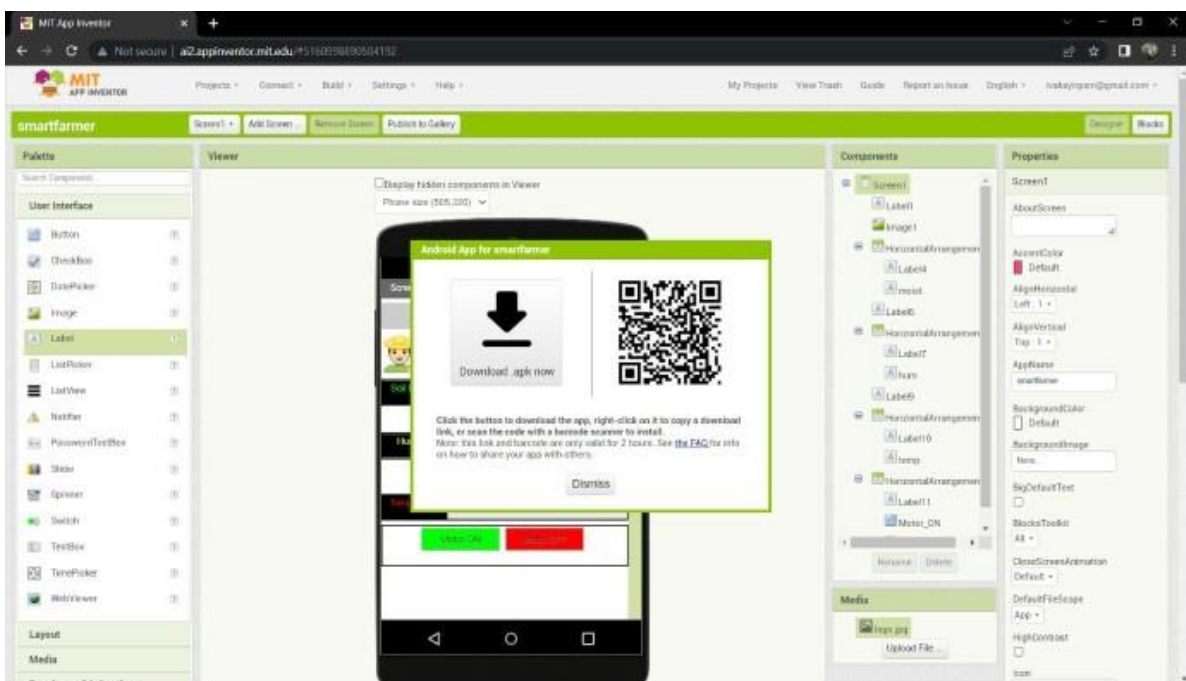 MIT App Inventor
Not secure | ai2.appinventor.mit.edu/#5160998890504192
MIT
APP INVENTOR
Projects
Connect
Build
Settings
Help
My Projects
View Trash
Guide
Report an Issue
English
smartfarmer
Screen1
Add Screen ...
Remove Screen
Publish to Gallery
Designer
Blocks
Palette
Search Components...
User Interface
Button
CheckBox
DatePicker
Image
Label
ListPicker
ListView
Notifier
PasswordTextBox
Slider
Spinner
Switch
TextBox
TimePicker
WebViewer
Layout
Media
Viewer
Display hidden components in Viewer
Phone size (505,320)
Android App for smartfarmer
Download .apk now
Click the button to download the app, right-click on it to copy a download
link, or scan the code with a barcode scanner to install.
Note: this link and barcode are only valid for 2 hours. See the FAQ for info
on how to share your app with others.
Dismiss
Motor ON
Components
Screen1
Label1
Image1
HorizontalArrangemen
Label4
moist
Label6
HorizontalArrangemen
Label7
hum
Label9
HorizontalArrangemen
Label10
temp
HorizontalArrangemen
Label11
Motor_ON
Rename
Delete
Media
Upload File ...
Properties
Screen1
AboutScreen
AccentColor
Default
AlignHorizontal
Left : 1
AlignVertical
Top : 1
AppName
smartfarmer
BackgroundColor
Default
BackgroundImage
None...
BigDefaultText
BlocksToolkit
All
CloseScreenAnimation
Default
DefaultFileScope
App
HighContrast
Icon